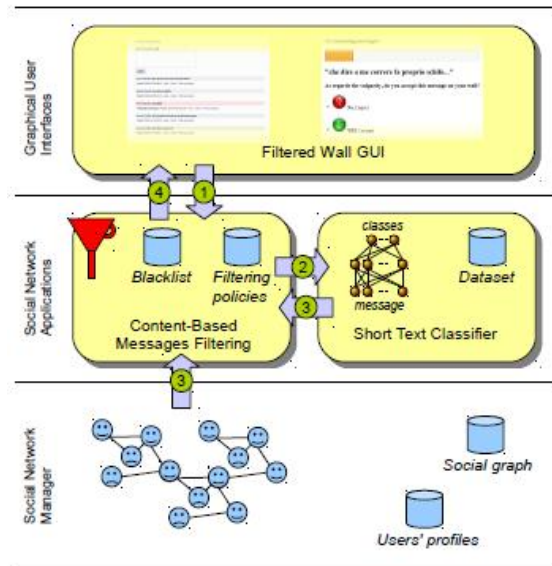 Graphical User
Interfaces
"che dire a me correre la proprio schifo..."
Filtered Wall GUI
4
1
Social Network
Applications
Blacklist
Filtering
policies
Content-Based
Messages Filtering
2
3
classes
message
Dataset
Short Text Classifier
3
Social Network
Manager
Social graph
Users' profiles